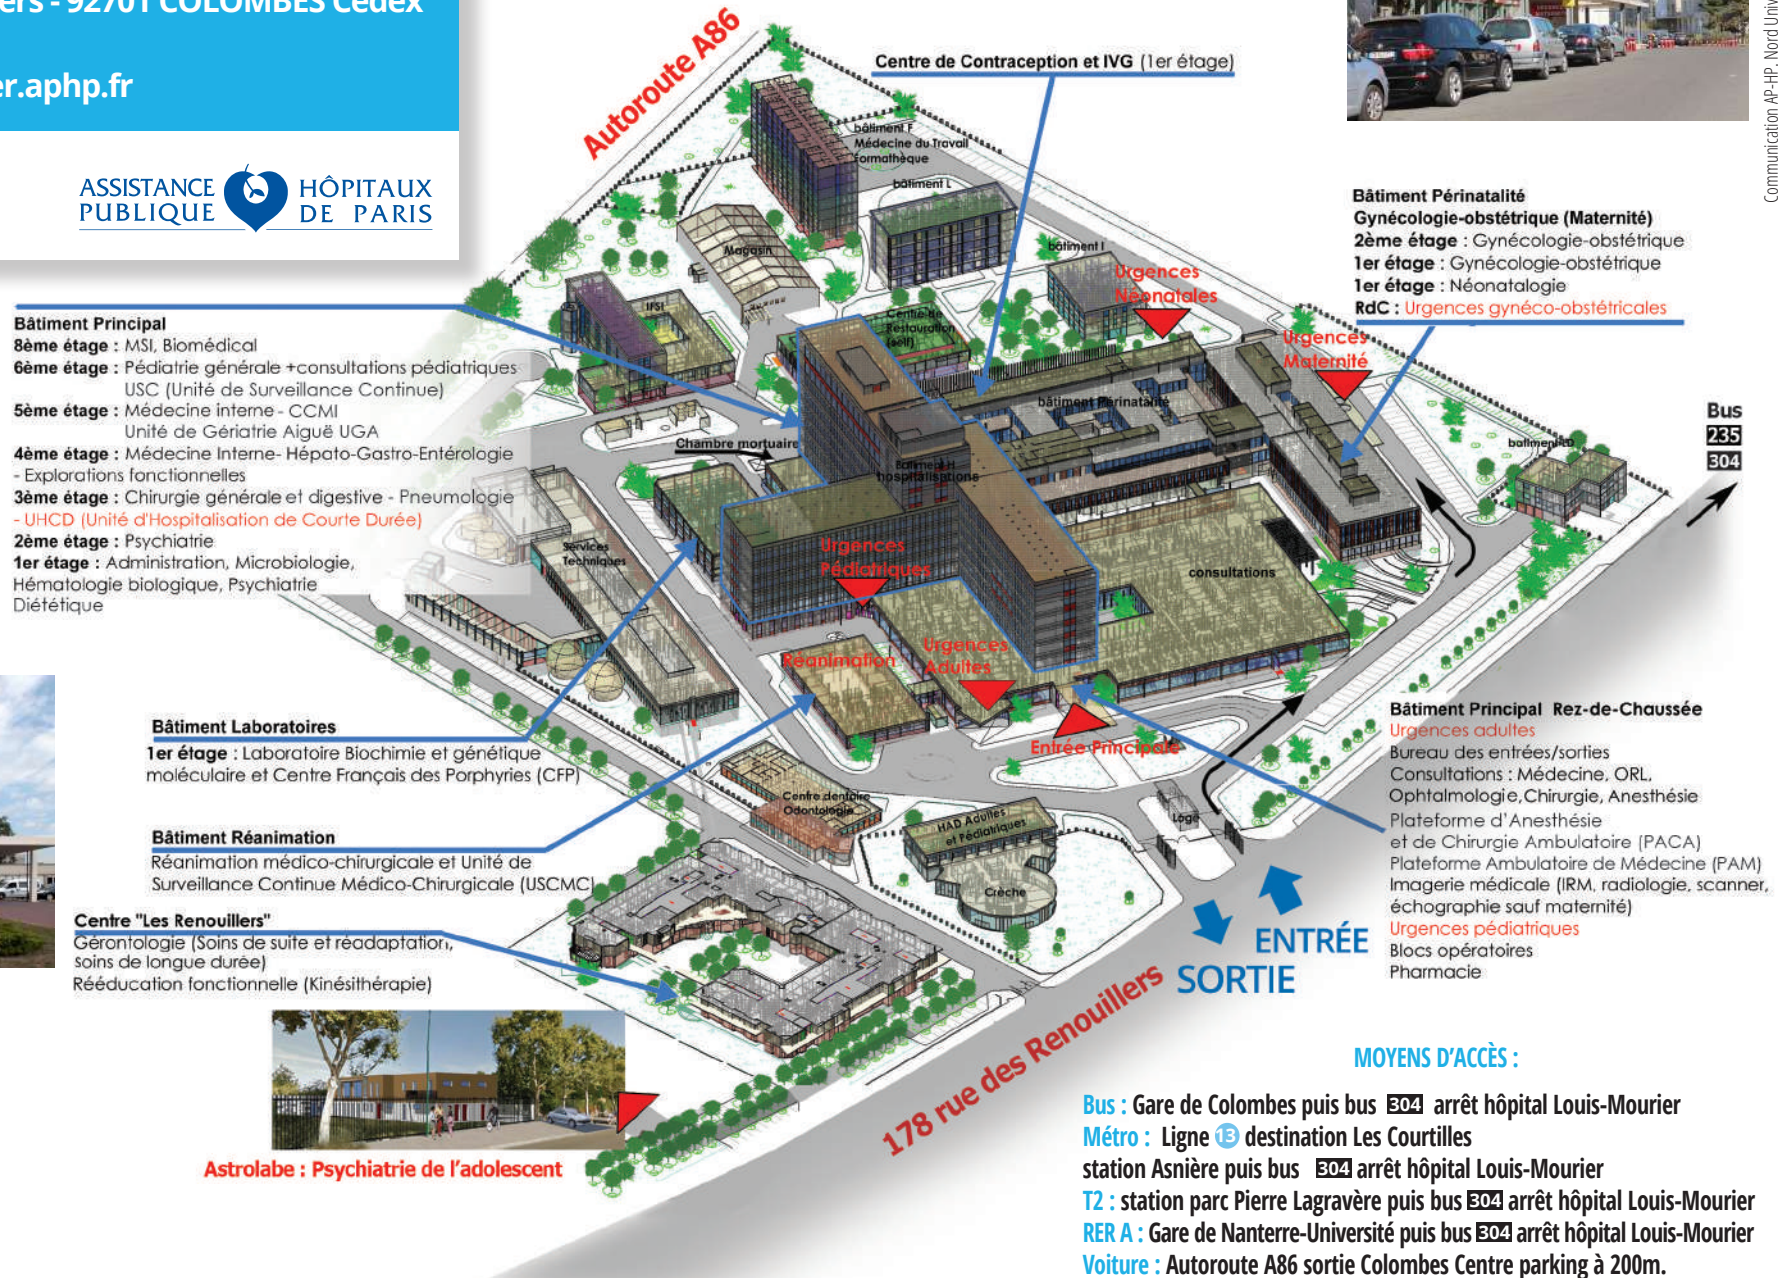 ers - 92701 COLOMBES Cedex
er.aphp.fr
ASSISTANCE
PUBLIQUE
HÔPITAUX
DE PARIS
Communication AP-HP. Nord Univ
Autoroute A86
Centre de Contraception et IVG (1er étage)
bâtiment F
Médecine du Travail
formathèque
bâtiment L
Magasin
bâtiment I
Urgences
Néonatales
IFSI
Centre de
Restauration
(self)
Urgences
Maternité
bâtiment Périnatalité
Chambre mortuaire
Bâtiment H
hospitalisations
Services
Techniques
Urgences
Pédiatriques
consultations
Réanimation
Urgences
Adultes
Entrée Principale
Centre dentaire
Odontologie
HAD Adultes
et Pédiatriques
Crèche
Loge
Bus
235
304
ENTRÉE
SORTIE
178 rue des Renouillers
Bâtiment Périnatalité
Gynécologie-obstétrique (Maternité)
2ème étage : Gynécologie-obstétrique
1er étage : Gynécologie-obstétrique
1er étage : Néonatalogie
RdC : Urgences gynéco-obstétricales
Bâtiment Principal
8ème étage : MSI, Biomédical
6ème étage : Pédiatrie générale +consultations pédiatriques
USC (Unité de Surveillance Continue)
5ème étage : Médecine interne - CCMI
Unité de Gériatrie Aiguë UGA
4ème étage : Médecine Interne- Hépato-Gastro-Entérologie
- Explorations fonctionnelles
3ème étage : Chirurgie générale et digestive - Pneumologie
- UHCD (Unité d'Hospitalisation de Courte Durée)
2ème étage : Psychiatrie
1er étage : Administration, Microbiologie,
Hématologie biologique, Psychiatrie
Diététique
Bâtiment Laboratoires
1er étage : Laboratoire Biochimie et génétique
moléculaire et Centre Français des Porphyries (CFP)
Bâtiment Réanimation
Réanimation médico-chirurgicale et Unité de
Surveillance Continue Médico-Chirurgicale (USCMC)
Centre "Les Renouillers"
Gérontologie (Soins de suite et réadaptation,
soins de longue durée)
Rééducation fonctionnelle (Kinésithérapie)
Astrolabe : Psychiatrie de l'adolescent
Bâtiment Principal Rez-de-Chaussée
Urgences adultes
Bureau des entrées/sorties
Consultations : Médecine, ORL,
Ophtalmologie,Chirurgie, Anesthésie
Plateforme d'Anesthésie
et de Chirurgie Ambulatoire (PACA)
Plateforme Ambulatoire de Médecine (PAM)
Imagerie médicale (IRM, radiologie, scanner,
échographie sauf maternité)
Urgences pédiatriques
Blocs opératoires
Pharmacie
MOYENS D'ACCÈS :
Bus : Gare de Colombes puis bus 304 arrêt hôpital Louis-Mourier
Métro : Ligne 13 destination Les Courtilles
station Asnière puis bus 304 arrêt hôpital Louis-Mourier
T2 : station parc Pierre Lagravère puis bus 304 arrêt hôpital Louis-Mourier
RER A : Gare de Nanterre-Université puis bus 304 arrêt hôpital Louis-Mourier
Voiture : Autoroute A86 sortie Colombes Centre parking à 200m.